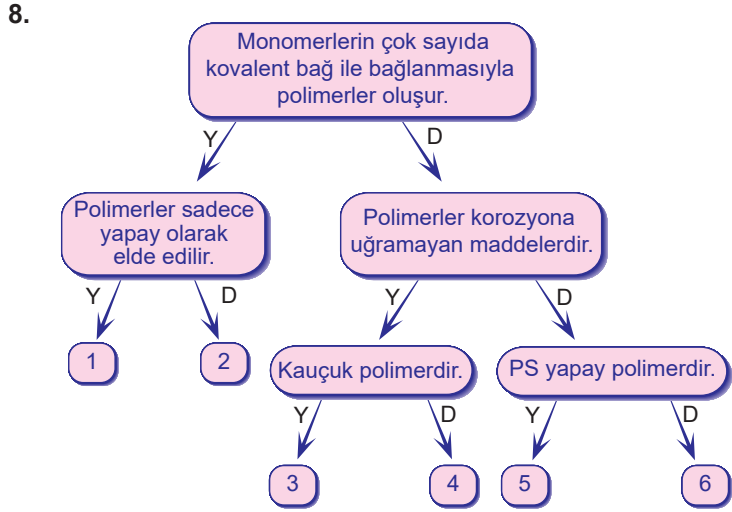 8.
Monomerlerin çok sayıda
kovalent bağ ile bağlanmasıyla
polimerler oluşur.
Y
D
Polimerler sadece
yapay olarak
elde edilir.
Polimerler korozyona
uğramayan maddelerdir.
Y
D
Y
D
1
2
Kauçuk polimerdir.
PS yapay polimerdir.
Y
D
Y
D
3
4
5
6